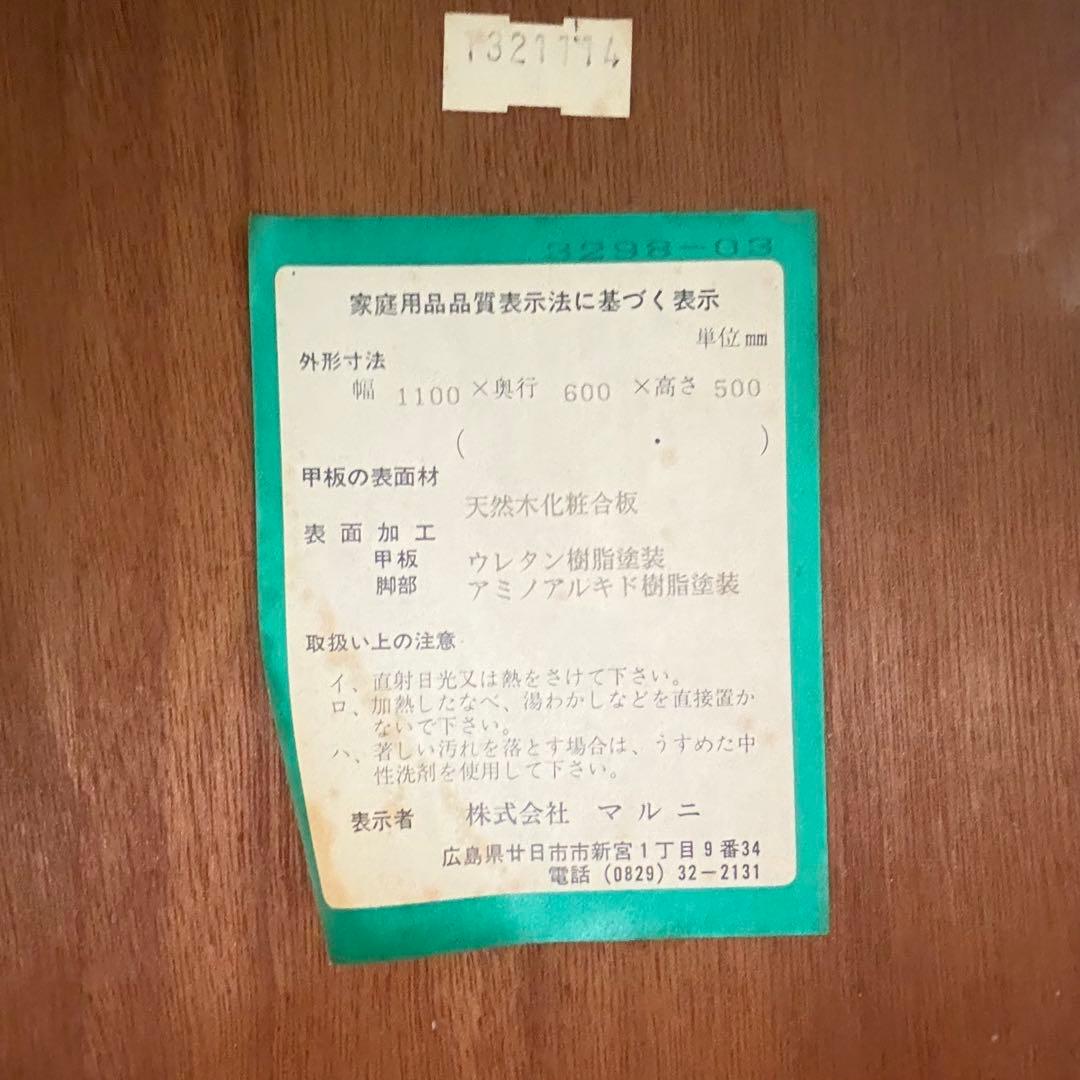 3298-03
家庭用品品質表示法に基づく表示
単位mm
外形寸法
幅 1100 ×奥行 600 ×高さ 500
( ・ )
甲板の表面材
天然木化粧合板
表面加工
甲板 ウレタン樹脂塗装
脚部 アミノアルキド樹脂塗装
取扱い上の注意
イ、直射日光又は熱をさけて下さい。
ロ、加熱したなべ、湯わかしなどを直接置か
ないで下さい。
ハ、著しい汚れを落とす場合は、うすめた中
性洗剤を使用して下さい。
表示者 株式会社 マルニ
広島県廿日市市新宮1丁目9番34
電話 (0829) 32-2131